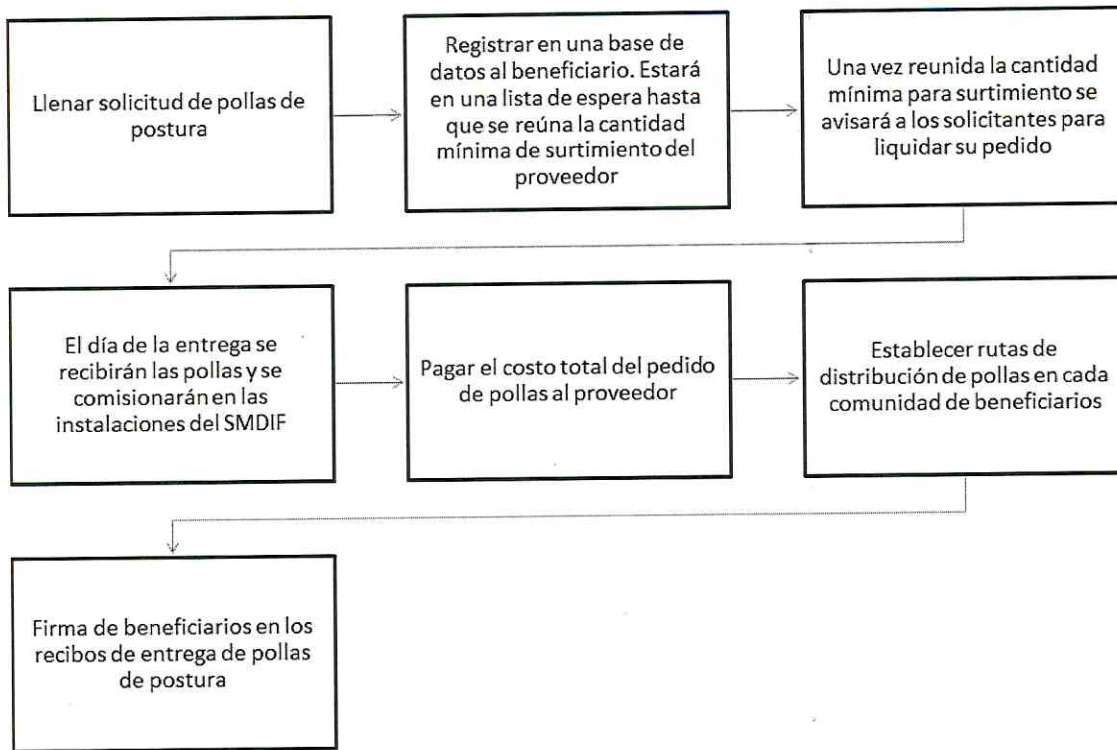 Llenar solicitud de pollas de
postura
Registrar en una base de
datos al beneficiario. Estará
en una lista de espera hasta
que se reúna la cantidad
mínima de surtimiento del
proveedor
Una vez reunida la cantidad
mínima para surtimiento se
avisará a los solicitantes para
liquidar su pedido
El día de la entrega se
recibirán las pollas y se
comisionarán en las
instalaciones del SMDIF
Pagar el costo total del pedido
de pollas al proveedor
Establecer rutas de
distribución de pollas en cada
comunidad de beneficiarios
Firma de beneficiarios en los
recibos de entrega de pollas
de postura